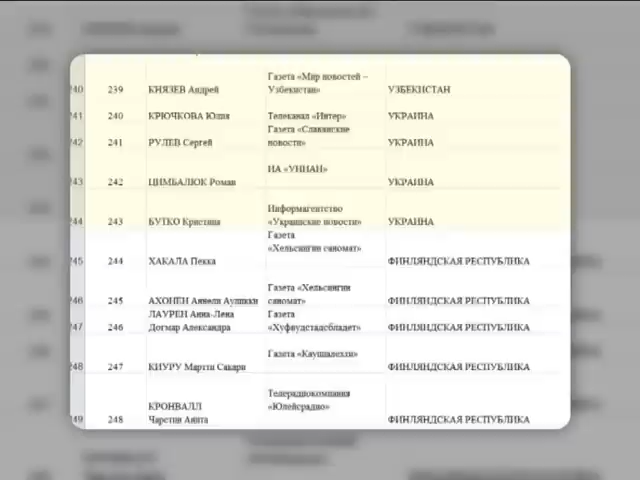 Газета «Мир новостей –
240 239 КНЯЗЕВ Андрей Узбекистан» УЗБЕКИСТАН
241 240 КРЮЧКОВА Юлия Телеканал «Интер» УКРАИНА
Газета «Славянские
242 241 РУЛЕВ Сергей новости» УКРАИНА
ИА «УНИАН»
243 242 ЦИМБАЛЮК Роман УКРАИНА
Информагентство
244 243 БУТКО Кристина «Украинские новости» УКРАИНА
Газета
«Хельсингин саномат»
245 244 ХАКАЛА Пекка ФИНЛЯНДСКАЯ РЕСПУБЛИКА
Газета «Хельсингин
246 245 АХОНЕН Аннели Ауликки саномат» ФИНЛЯНДСКАЯ РЕСПУБЛИКА
ЛАУРЕН Анна-Лена Газета
247 246 Догмар Александра «Хуфвудстадсбладет» ФИНЛЯНДСКАЯ РЕСПУБЛИКА
Газета «Кауппалехти»
248 247 КИУРУ Мартти Сакари ФИНЛЯНДСКАЯ РЕСПУБЛИКА
Телерадиокомпания
КРОНВАЛЛ «Юлейсрадио»
249 248 Чарстин Анита ФИНЛЯНДСКАЯ РЕСПУБЛИКА